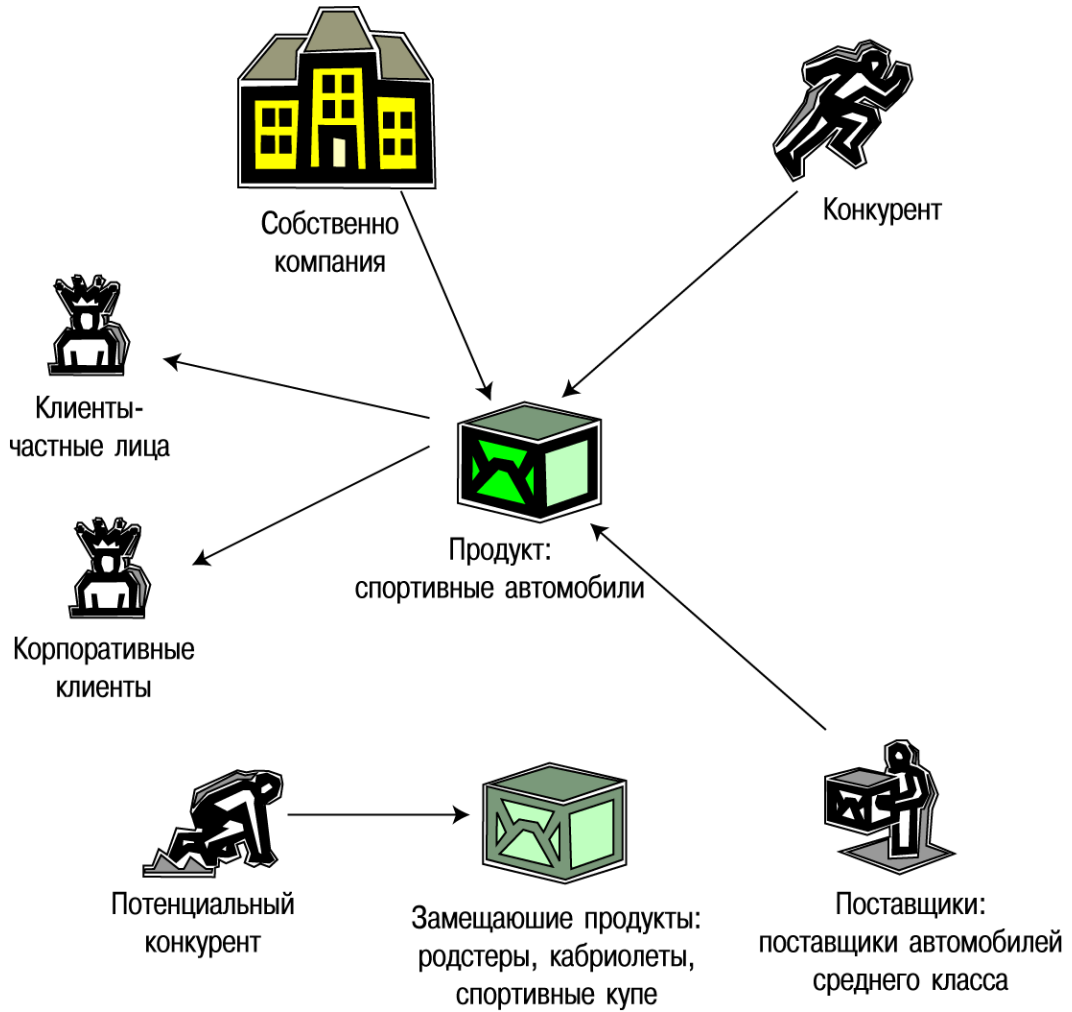 Собственно
компания
Конкурент
Клиенты-
частные лица
Продукт:
спортивные автомобили
Корпоративные
клиенты
Потенциальный
конкурент
Замещаюшие продукты:
родстеры, кабриолеты,
спортивные купе
Поставщики:
поставщики автомобилей
среднего класса